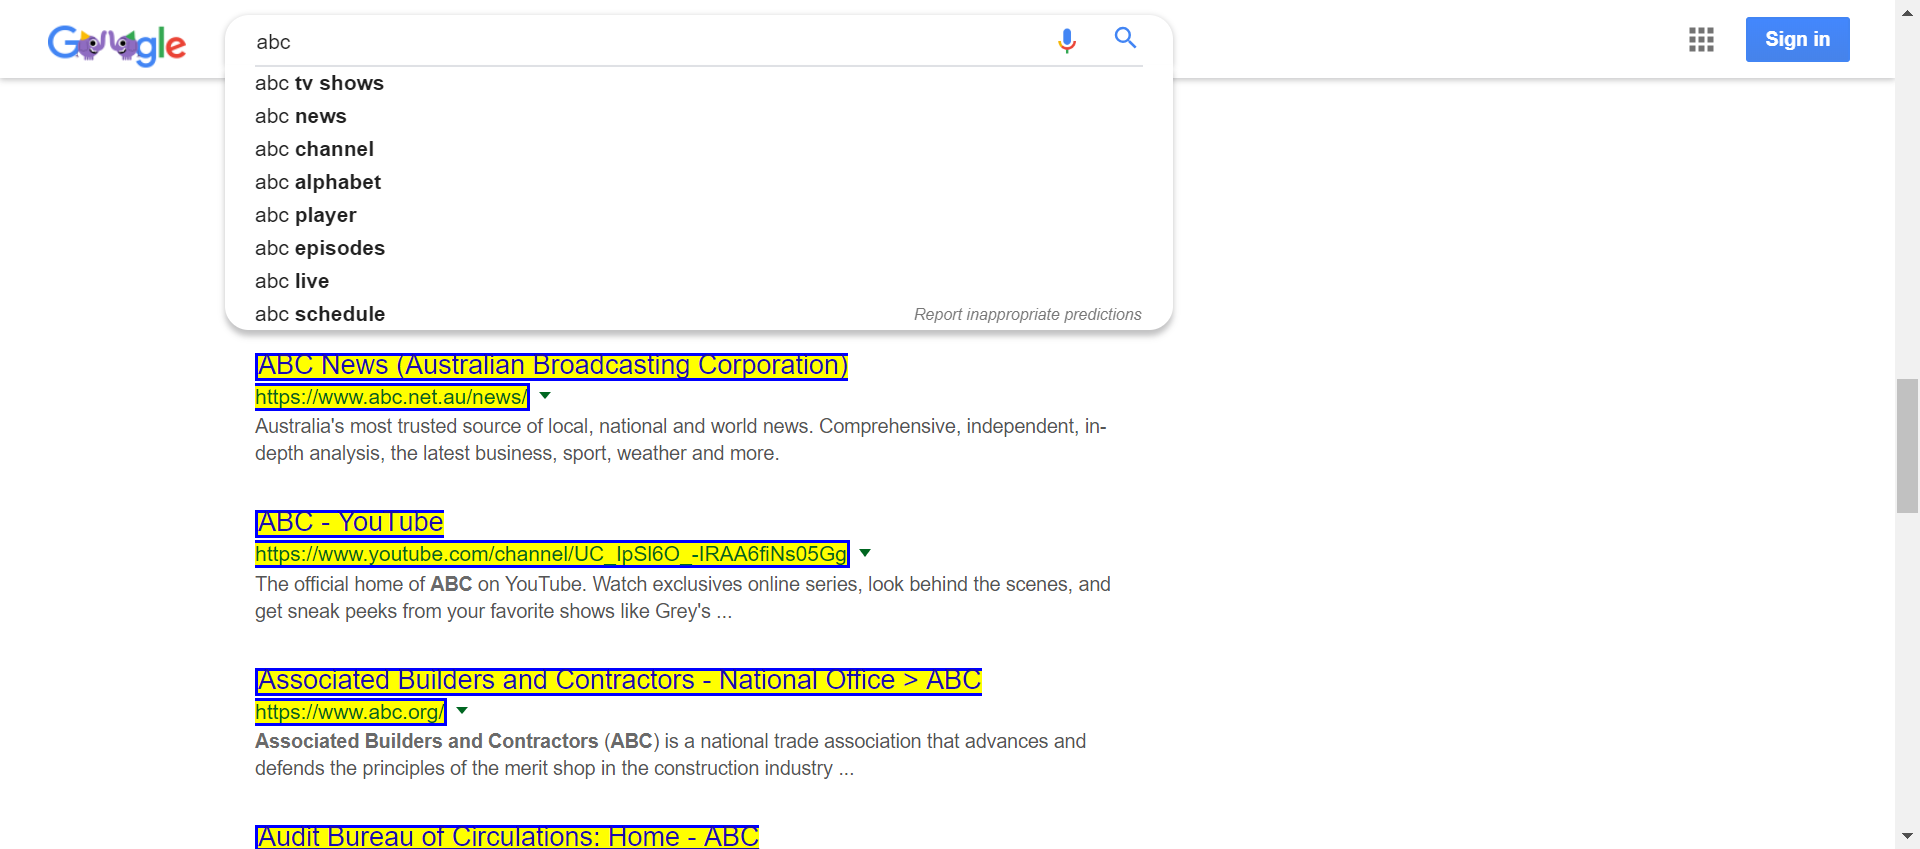 Google
abc
Sign in
abc tv shows
abc news
abc channel
abc alphabet
abc player
abc episodes
abc live
abc schedule
Report inappropriate predictions
ABC News (Australian Broadcasting Corporation)
https://www.abc.net.au/news/
Australia's most trusted source of local, national and world news. Comprehensive, independent, in-
depth analysis, the latest business, sport, weather and more.
ABC - YouTube
https://www.youtube.com/channel/UC_IpSl6O_-IRAA6fiNs05Gg
The official home of ABC on YouTube. Watch exclusives online series, look behind the scenes, and
get sneak peeks from your favorite shows like Grey's ...
Associated Builders and Contractors - National Office > ABC
https://www.abc.org/
Associated Builders and Contractors (ABC) is a national trade association that advances and
defends the principles of the merit shop in the construction industry ...
Audit Bureau of Circulations: Home - ABC